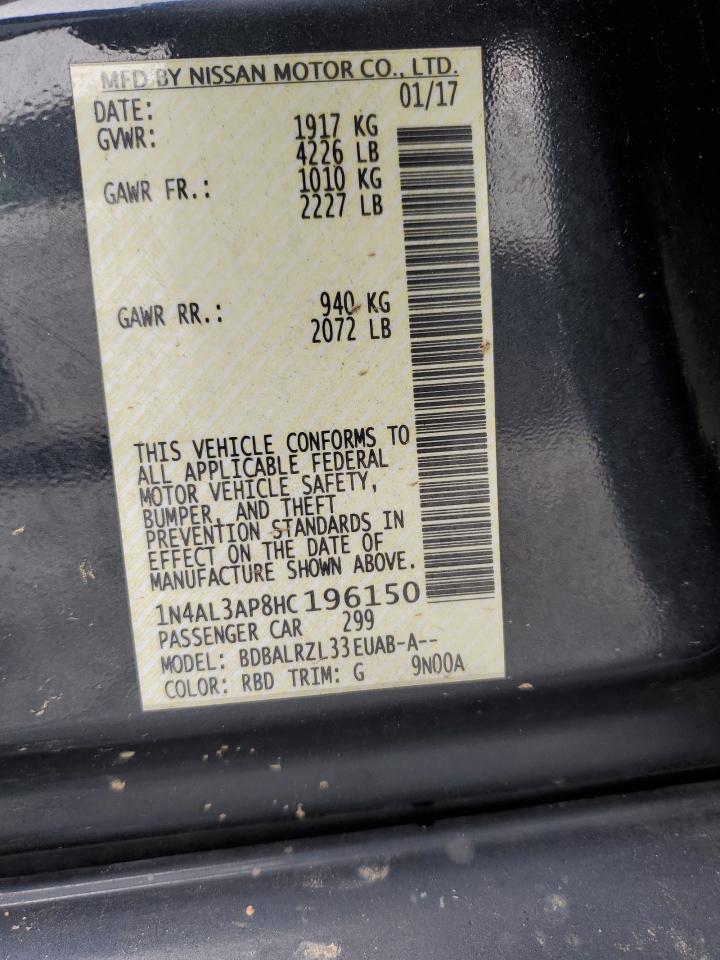 MFD BY NISSAN MOTOR CO., LTD.
DATE: 01/17
GVWR: 1917 KG
4226 LB
GAWR FR.: 1010 KG
2227 LB
GAWR RR.: 940 KG
2072 LB
THIS VEHICLE CONFORMS TO
ALL APPLICABLE FEDERAL
MOTOR VEHICLE SAFETY,
BUMPER, AND THEFT
PREVENTION STANDARDS IN
EFFECT ON THE DATE OF
MANUFACTURE SHOWN ABOVE.
1N4AL3AP8HC196150
PASSENGER CAR 299
MODEL: BDBALRZL33EUAB-A--
COLOR: RBD TRIM: G 9N00A